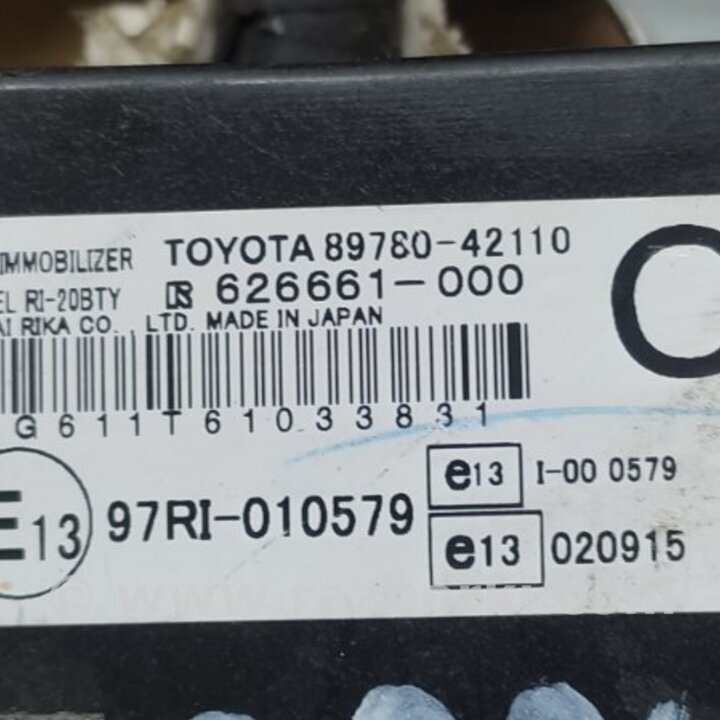 IMMOBILIZER TOYOTA 89780-42110
EL RI-20BTY 626661-000
AI RIKA CO., LTD. MADE IN JAPAN
G611T61033831
E13 97RI-010579
e13 I-00 0579
e13 020915